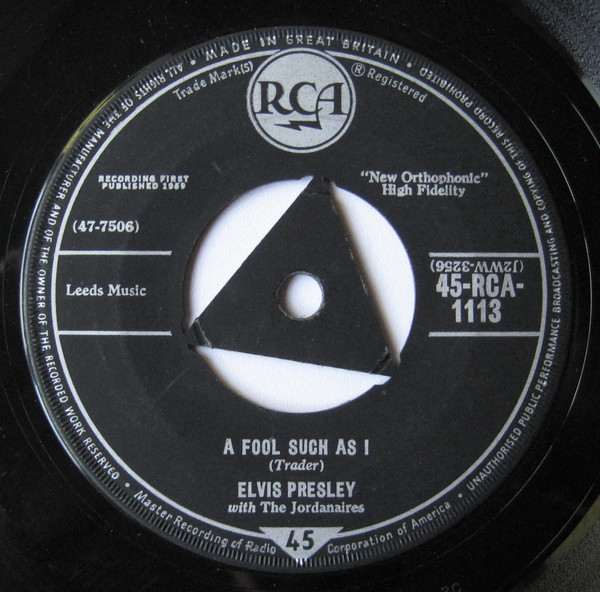 • MADE IN GREAT BRITAIN •
ALL RIGHTS OF THE MANUFACTURER AND OF THE OWNER OF THE RECORDED WORK RESERVED •
UNAUTHORISED PUBLIC PERFORMANCE BROADCASTING AND COPYING OF THIS RECORD PROHIBITED
Trade Mark(s)
® Registered
RCA
RECORDING FIRST
PUBLISHED 1959
"New Orthophonic"
High Fidelity
(47-7506)
(J2WW-3256)
Leeds Music
45-RCA-
1113
A FOOL SUCH AS I
(Trader)
ELVIS PRESLEY
with The Jordanaires
Master Recording of Radio Corporation of America •
45